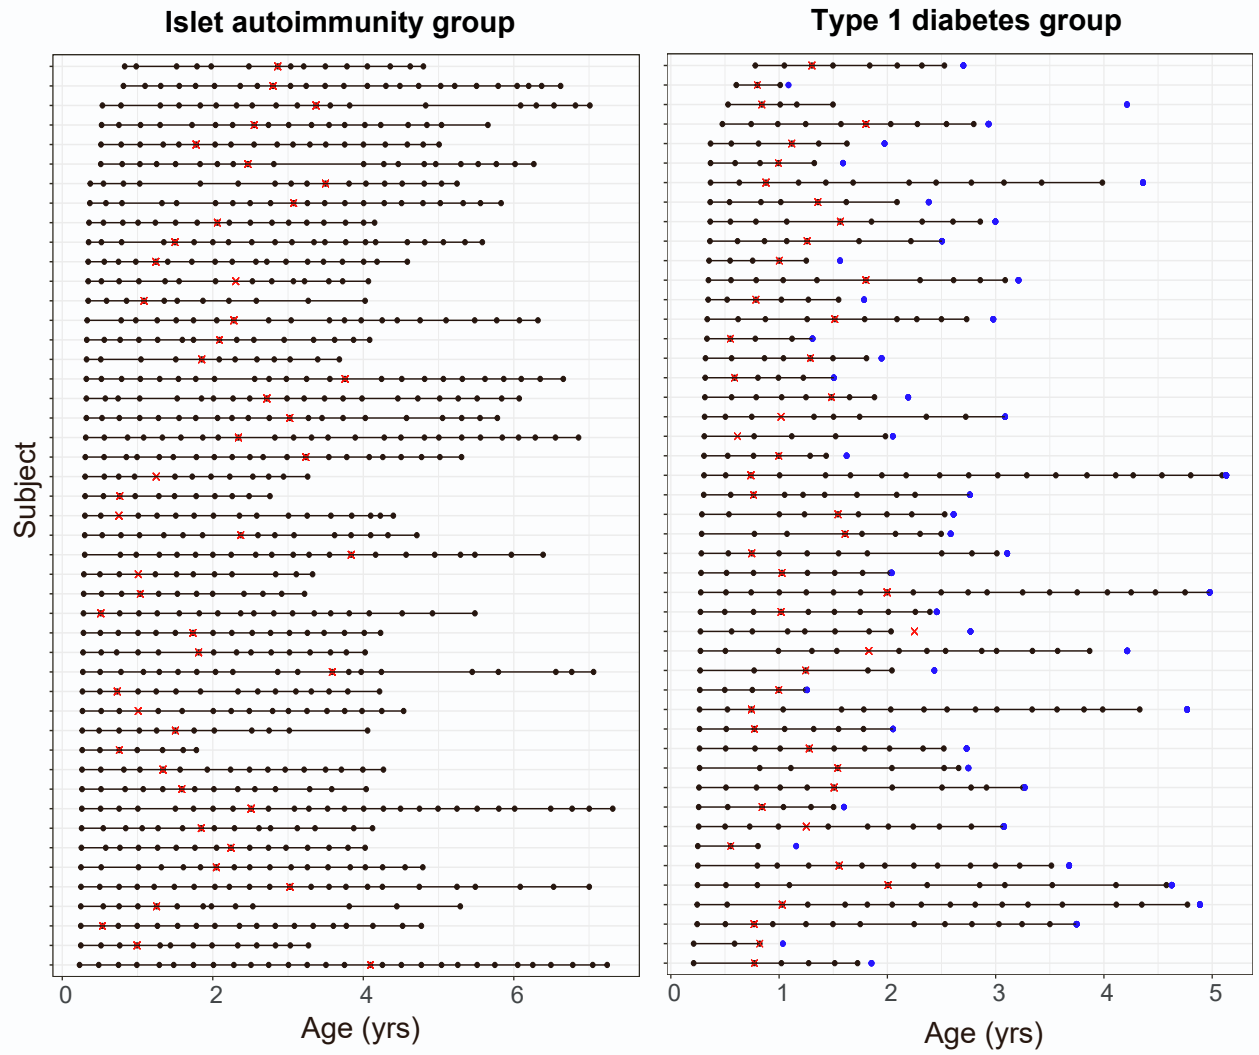 Islet autoimmunity group
Type 1 diabetes group
Subject
0 2 4 6
0 1 2 3 4 5
Age (yrs)
Age (yrs)